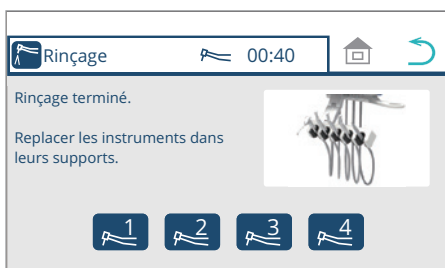 Rinçage 00:40
Rinçage terminé.
Replacer les instruments dans
leurs supports.
1 2 3 4